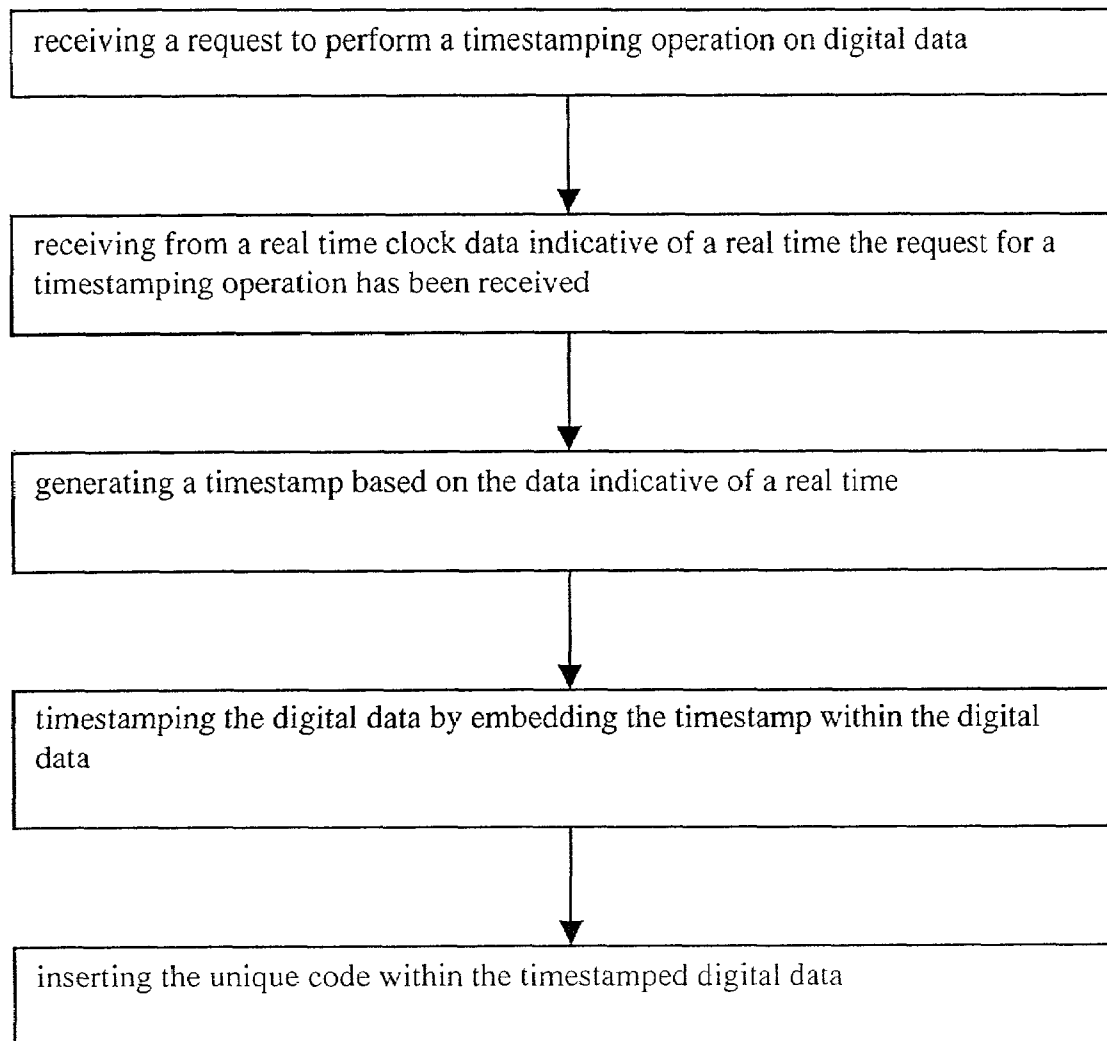 receiving a request to perform a timestamping operation on digital data
receiving from a real time clock data indicative of a real time the request for a
timestamping operation has been received
generating a timestamp based on the data indicative of a real time
timestamping the digital data by embedding the timestamp within the digital
data
inserting the unique code within the timestamped digital data